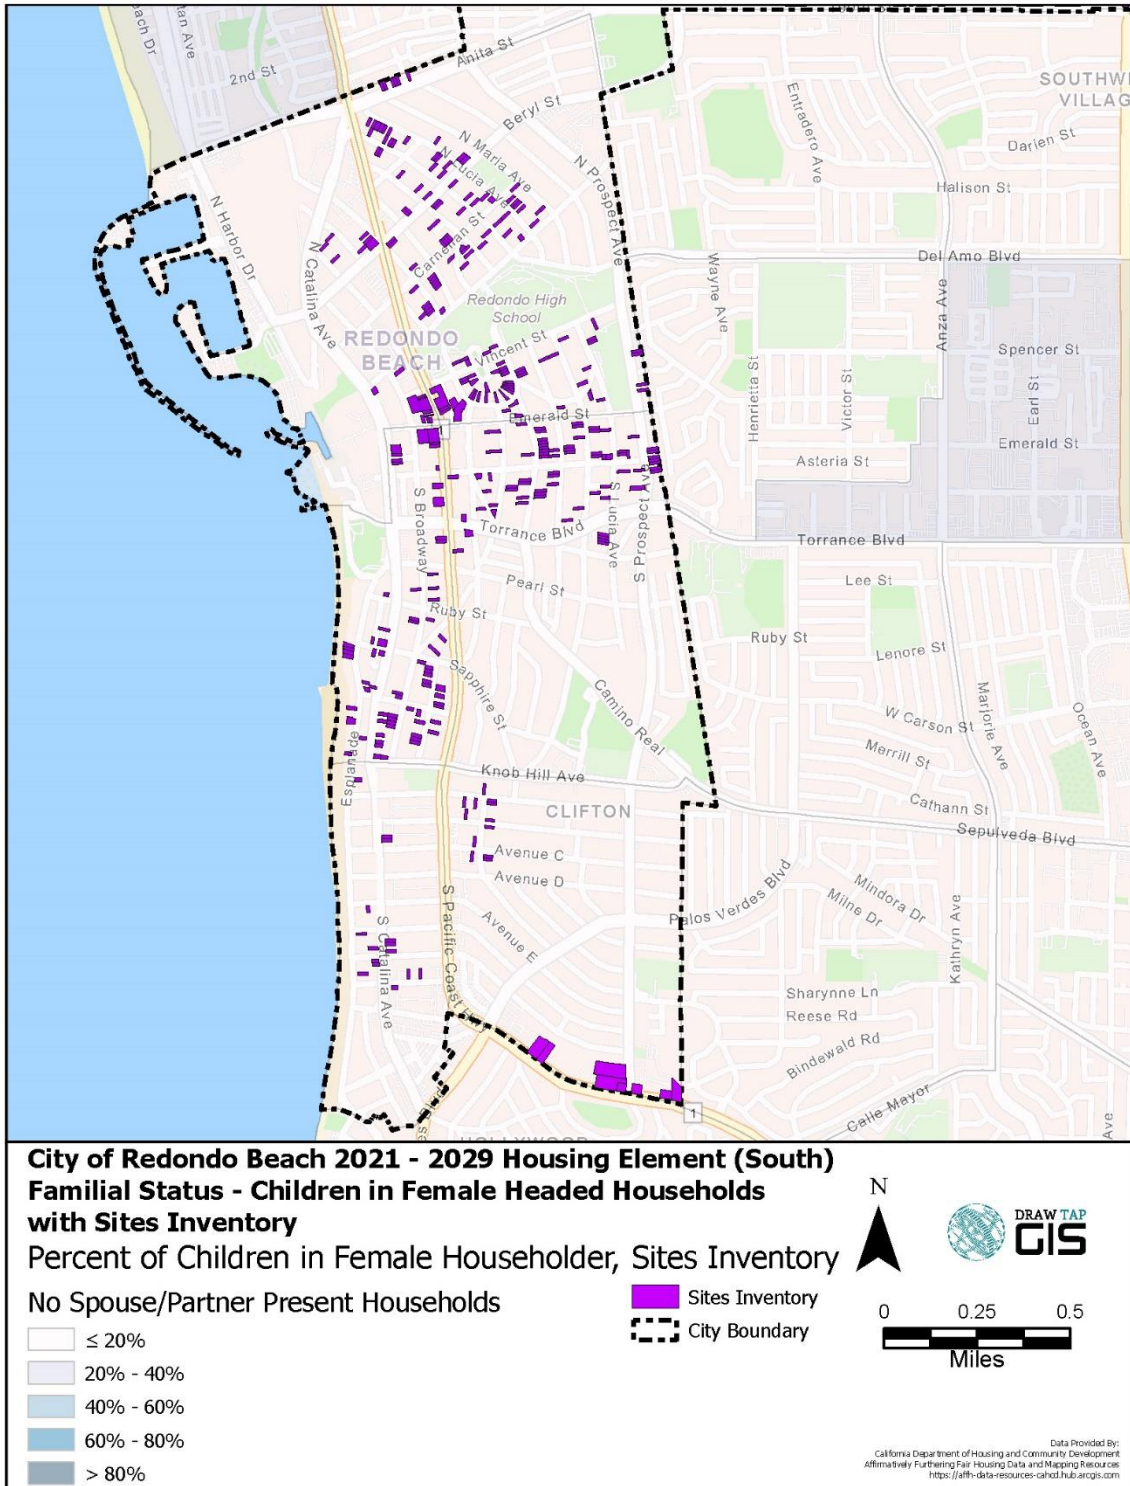 Beach Dr
tan Ave
2nd St
Anita St
Beryl St
N Maria Ave
N Lucia Ave
N Prospect Ave
Entradero Ave
SOUTHW
VILLAG
Darien St
Halison St
N Harbor Dr
N Catalina Ave
Carnelian St
Del Amo Blvd
Wayne Ave
Anza Ave
Redondo High
School
REDONDO
BEACH
Vincent St
Spencer St
Henrietta St
Victor St
Earl St
Emerald St
Emerald St
Asteria St
S Broadway
S Lucia Ave
S Prospect Ave
Torrance Blvd
Torrance Blvd
Pearl St
Lee St
Ruby St
Ruby St
Lenore St
Sapphire St
Camino Real
Marjorie Ave
Ocean Ave
W Carson St
Merrill St
Esplanade
Knob Hill Ave
CLIFTON
Cathann St
Sepulveda Blvd
Avenue C
Avenue D
Palos Verdes Blvd
Mindora Dr
Milne Dr
Avenue E
S Pacific Coast H
S Catalina Ave
Kathryn Ave
Sharynne Ln
Reese Rd
Bindewald Rd
Calle Mayor
1
Ave
City of Redondo Beach 2021 - 2029 Housing Element (South)
Familial Status - Children in Female Headed Households
with Sites Inventory
Percent of Children in Female Householder, Sites Inventory
No Spouse/Partner Present Households
≤ 20%
20% - 40%
40% - 60%
60% - 80%
> 80%
Sites Inventory
City Boundary
N
DRAW TAP
GIS
0 0.25 0.5
Miles
Data Provided By:
California Department of Housing and Community Development
Affirmatively Furthering Fair Housing Data and Mapping Resources
https://affh-data-resources-cahcd.hub.arcgis.com